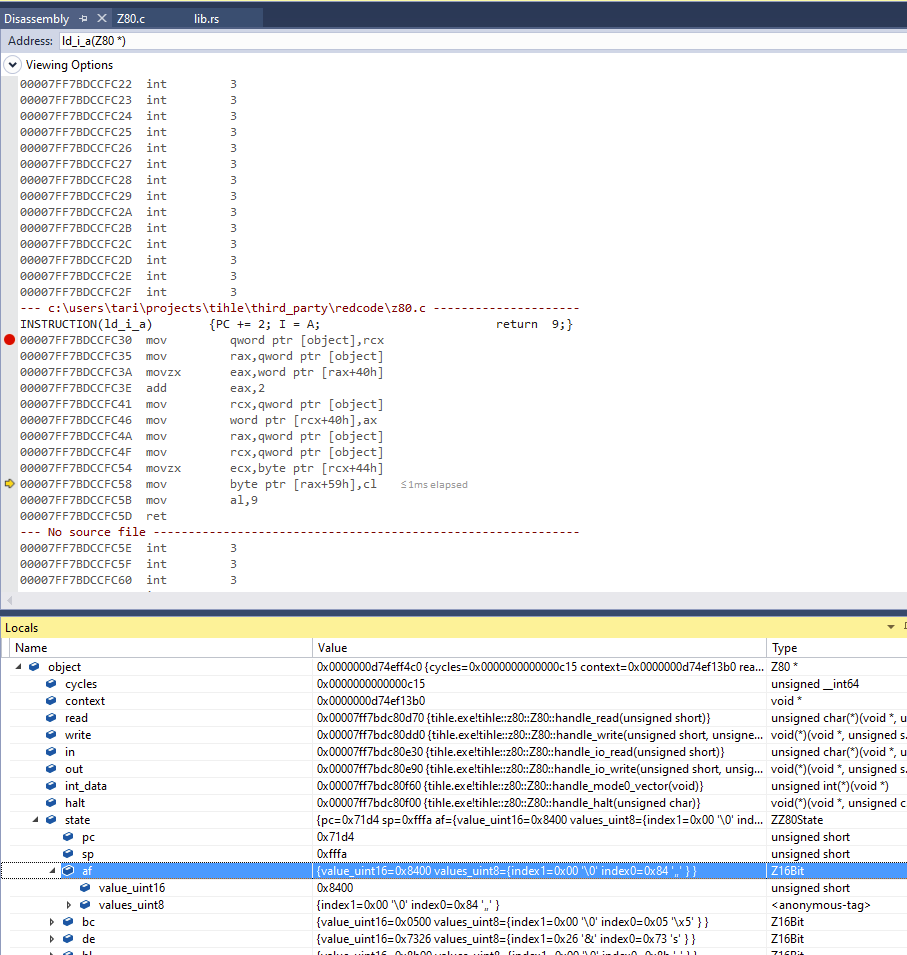 Disassembly Z80.c lib.rs
Address: ld_i_a(Z80 *)
Viewing Options
00007FF7BDCCFC22 int 3
00007FF7BDCCFC23 int 3
00007FF7BDCCFC24 int 3
00007FF7BDCCFC25 int 3
00007FF7BDCCFC26 int 3
00007FF7BDCCFC27 int 3
00007FF7BDCCFC28 int 3
00007FF7BDCCFC29 int 3
00007FF7BDCCFC2A int 3
00007FF7BDCCFC2B int 3
00007FF7BDCCFC2C int 3
00007FF7BDCCFC2D int 3
00007FF7BDCCFC2E int 3
00007FF7BDCCFC2F int 3
--- c:\users\tari\projects\tihle\third_party\redcode\z80.c ---------------------
INSTRUCTION(ld_i_a) {PC += 2; I = A; return 9;}
00007FF7BDCCFC30 mov qword ptr [object],rcx
00007FF7BDCCFC35 mov rax,qword ptr [object]
00007FF7BDCCFC3A movzx eax,word ptr [rax+40h]
00007FF7BDCCFC3E add eax,2
00007FF7BDCCFC41 mov rcx,qword ptr [object]
00007FF7BDCCFC46 mov word ptr [rcx+40h],ax
00007FF7BDCCFC4A mov rax,qword ptr [object]
00007FF7BDCCFC4F mov rcx,qword ptr [object]
00007FF7BDCCFC54 movzx ecx,byte ptr [rcx+44h]
00007FF7BDCCFC58 mov byte ptr [rax+59h],cl ≤1ms elapsed
00007FF7BDCCFC5B mov al,9
00007FF7BDCCFC5D ret
--- No source file -------------------------------------------------------------
00007FF7BDCCFC5E int 3
00007FF7BDCCFC5F int 3
00007FF7BDCCFC60 int 3
Locals
Name Value Type
object 0x0000000d74eff4c0 {cycles=0x0000000000000c15 context=0x0000000d74ef13b0 rea... Z80 *
cycles 0x0000000000000c15 unsigned __int64
context 0x0000000d74ef13b0 void *
read 0x00007ff7bdc80d70 {tihle.exe!tihle::z80::Z80::handle_read(unsigned short)} unsigned char(*)(void *, u
write 0x00007ff7bdc80dd0 {tihle.exe!tihle::z80::Z80::handle_write(unsigned short, unsigne... void(*)(void *, unsigned s.
in 0x00007ff7bdc80e30 {tihle.exe!tihle::z80::Z80::handle_io_read(unsigned short)} unsigned char(*)(void *, u
out 0x00007ff7bdc80e90 {tihle.exe!tihle::z80::Z80::handle_io_write(unsigned short, unsig... void(*)(void *, unsigned s.
int_data 0x00007ff7bdc80f60 {tihle.exe!tihle::z80::Z80::handle_mode0_vector(void)} unsigned int(*)(void *)
halt 0x00007ff7bdc80f00 {tihle.exe!tihle::z80::Z80::handle_halt(unsigned char)} void(*)(void *, unsigned c
state {pc=0x71d4 sp=0xfffa af={value_uint16=0x8400 values_uint8={index1=0x00 '\0' ind... ZZ80State
pc 0x71d4 unsigned short
sp 0xfffa unsigned short
af {value_uint16=0x8400 values_uint8={index1=0x00 '\0' index0=0x84 '„' } } Z16Bit
value_uint16 0x8400 unsigned short
values_uint8 {index1=0x00 '\0' index0=0x84 '„' } <anonymous-tag>
bc {value_uint16=0x0500 values_uint8={index1=0x00 '\0' index0=0x05 '\x5' } } Z16Bit
de {value_uint16=0x7326 values_uint8={index1=0x26 '&' index0=0x73 's' } } Z16Bit